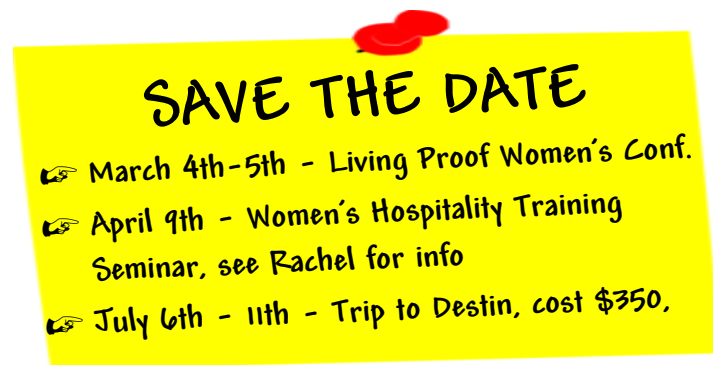 SAVE THE DATE
☞ March 4th-5th - Living Proof Women's Conf.
☞ April 9th - Women's Hospitality Training
Seminar, see Rachel for info
☞ July 6th - 11th - Trip to Destin, cost $350,